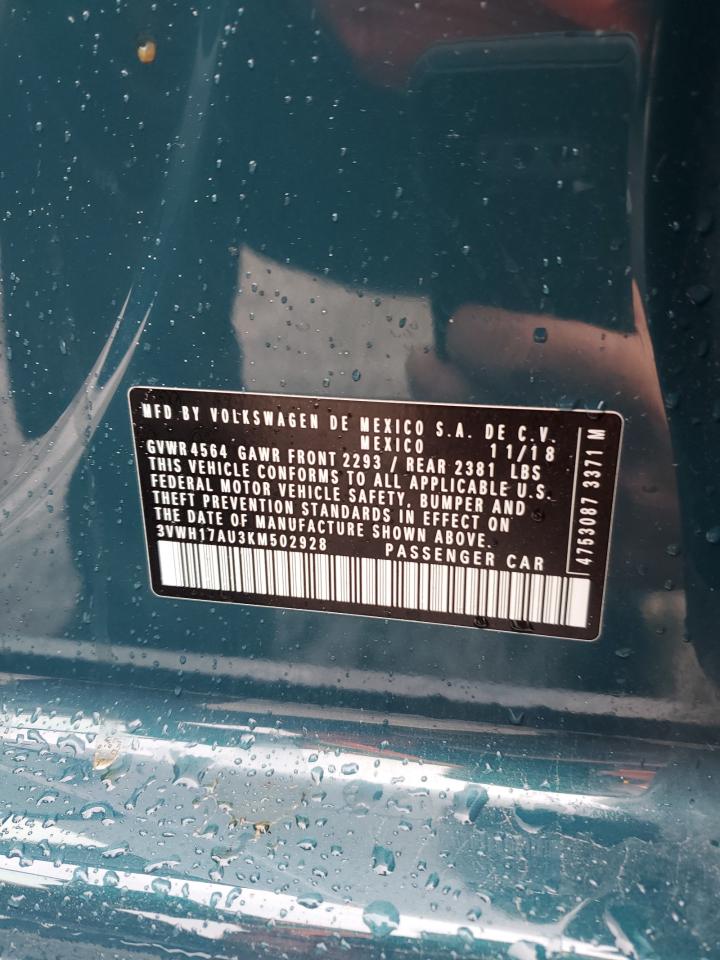 MFD BY VOLKSWAGEN DE MEXICO S.A. DE C.V.
MEXICO 11/18
GVWR 4564 GAWR FRONT 2293 / REAR 2381 LBS
THIS VEHICLE CONFORMS TO ALL APPLICABLE U.S.
FEDERAL MOTOR VEHICLE SAFETY, BUMPER AND
THEFT PREVENTION STANDARDS IN EFFECT ON
THE DATE OF MANUFACTURE SHOWN ABOVE.
3VWH17AU3KM502928 PASSENGER CAR
4753087 3371 M